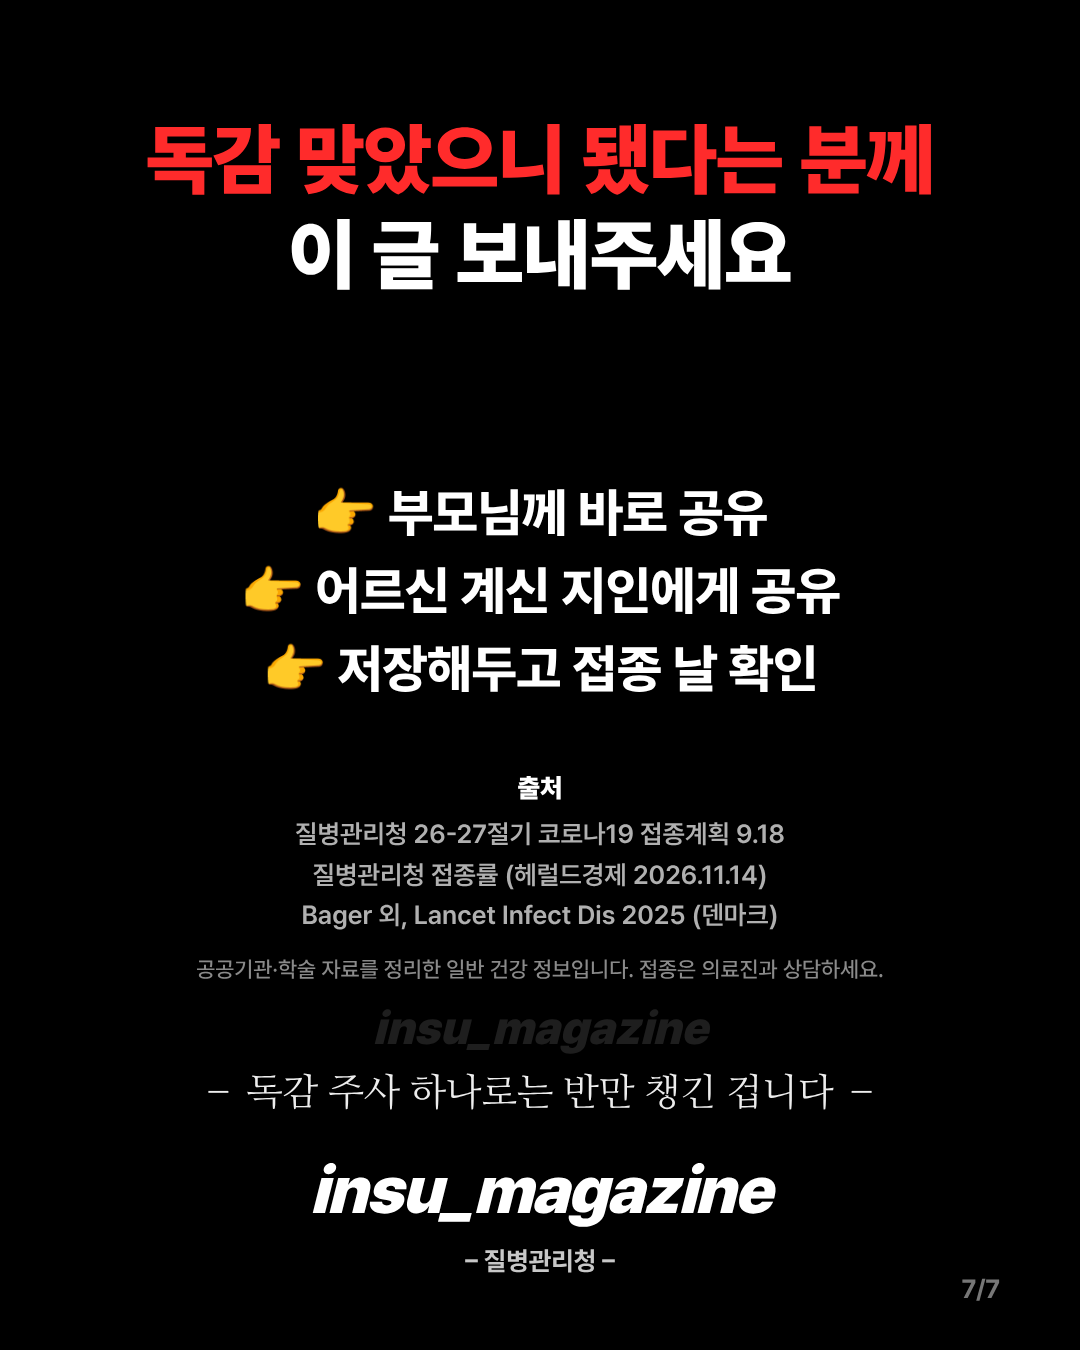 독감 맞았으니 됐다는 분께
이 글 보내주세요
👉 부모님께 바로 공유
👉 어르신 계신 지인에게 공유
👉 저장해두고 접종 날 확인
출처
질병관리청 26-27절기 코로나19 접종계획 9.18
질병관리청 접종률 (헤럴드경제 2026.11.14)
Bager 외, Lancet Infect Dis 2025 (덴마크)
공공기관·학술 자료를 정리한 일반 건강 정보입니다. 접종은 의료진과 상담하세요.
insu_magazine
– 독감 주사 하나로는 반만 챙긴 겁니다 –
insu_magazine
– 질병관리청 –
7/7